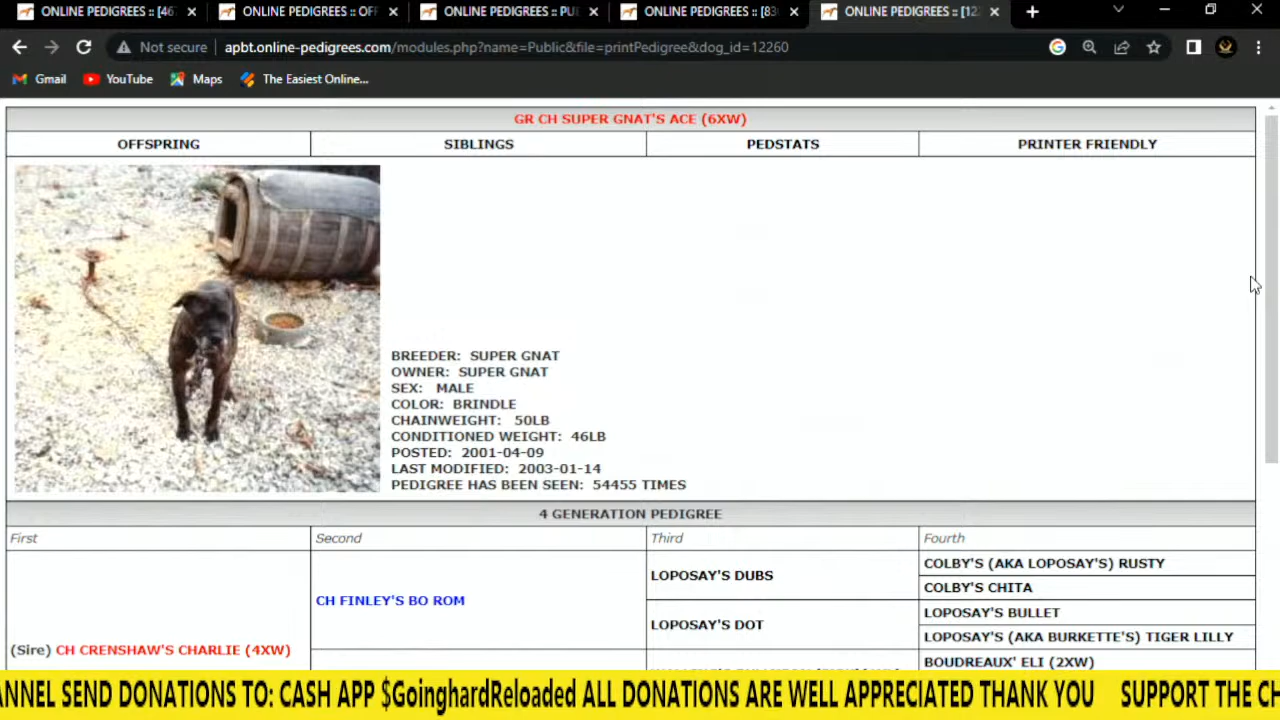 ONLINE PEDIGREES :: [467
ONLINE PEDIGREES :: OFF
ONLINE PEDIGREES :: PUB
ONLINE PEDIGREES :: [830
ONLINE PEDIGREES :: [122
Not secure apbt.online-pedigrees.com/modules.php?name=Public&file=printPedigree&dog_id=12260
Gmail YouTube Maps The Easiest Online...
GR CH SUPER GNAT'S ACE (6XW)
OFFSPRING SIBLINGS PEDSTATS PRINTER FRIENDLY
BREEDER: SUPER GNAT
OWNER: SUPER GNAT
SEX: MALE
COLOR: BRINDLE
CHAINWEIGHT: 50LB
CONDITIONED WEIGHT: 46LB
POSTED: 2001-04-09
LAST MODIFIED: 2003-01-14
PEDIGREE HAS BEEN SEEN: 54455 TIMES
4 GENERATION PEDIGREE
First Second Third Fourth
COLBY'S (AKA LOPOSAY'S) RUSTY
LOPOSAY'S DUBS
COLBY'S CHITA
CH FINLEY'S BO ROM
LOPOSAY'S BULLET
LOPOSAY'S DOT
LOPOSAY'S (AKA BURKETTE'S) TIGER LILLY
(Sire) CH CRENSHAW'S CHARLIE (4XW)
BOUDREAUX' ELI (2XW)
ANNEL SEND DONATIONS TO: CASH APP $GoinghardReloaded ALL DONATIONS ARE WELL APPRECIATED THANK YOU SUPPORT THE CH